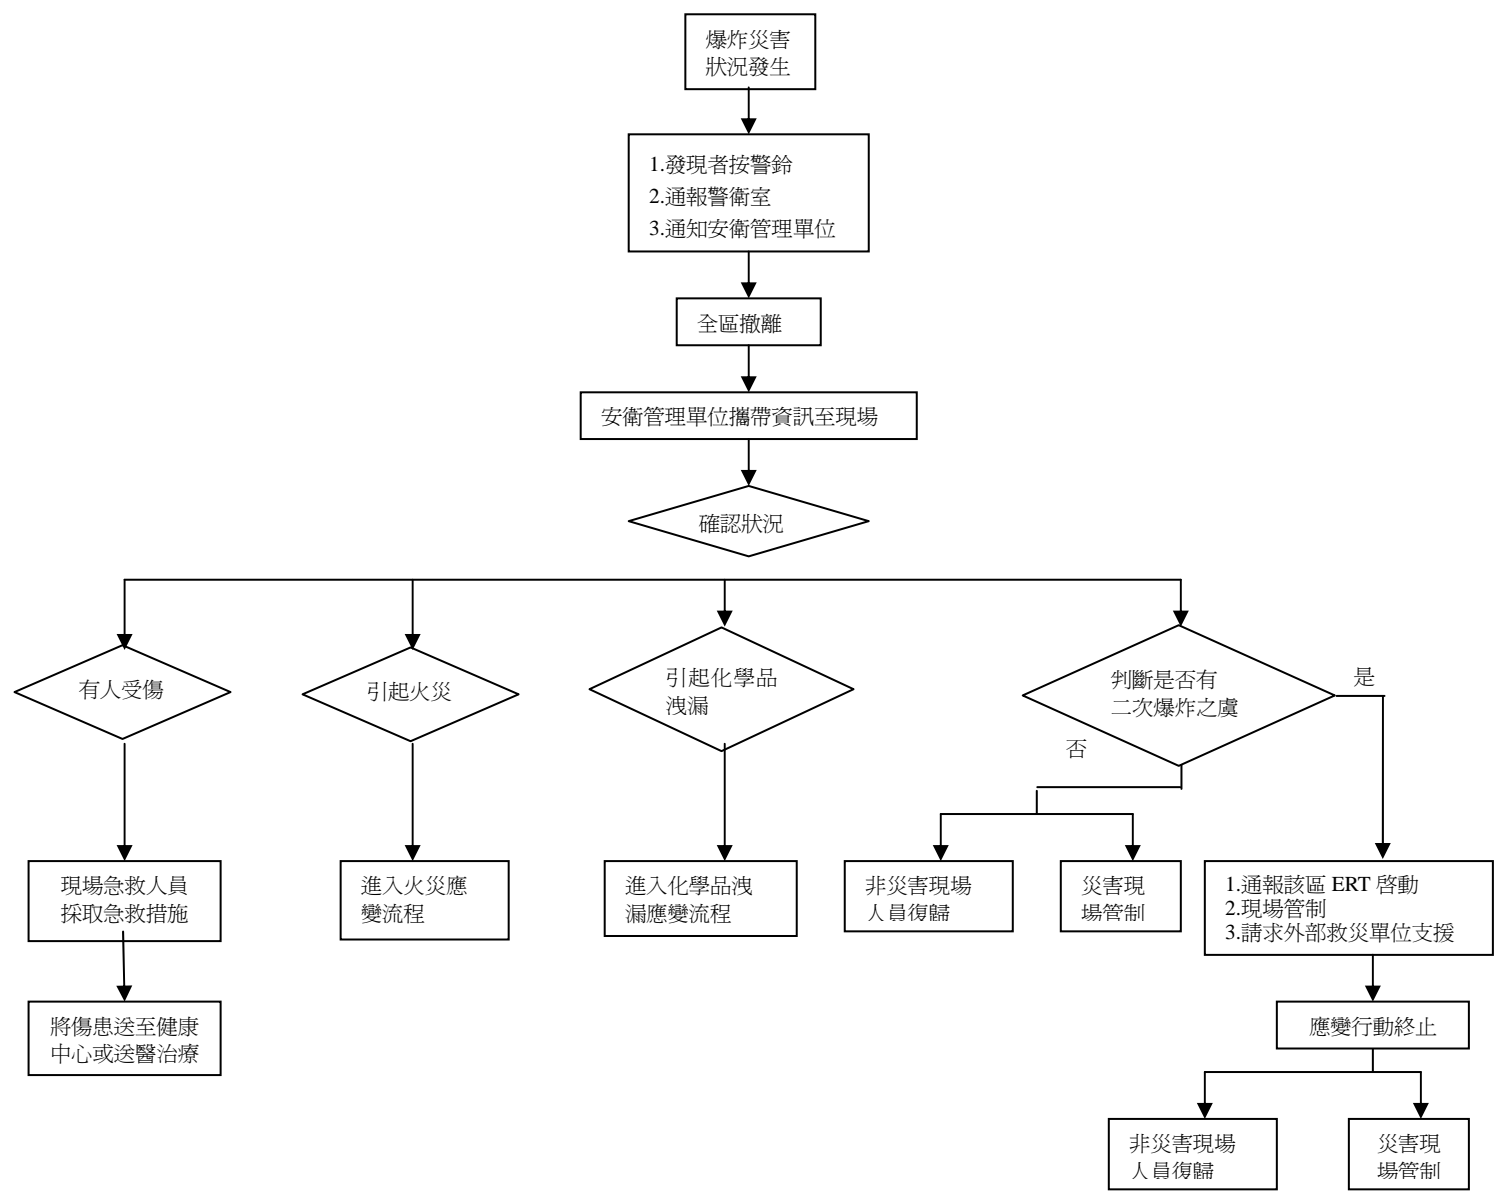 爆炸災害
狀況發生
1.發現者按警鈴
2.通報警衛室
3.通知安衛管理單位
全區撤離
安衛管理單位攜帶資訊至現場
確認狀況
有人受傷
引起火災
引起化學品
洩漏
判斷是否有
二次爆炸之虞
是
否
現場急救人員
採取急救措施
進入火災應
變流程
進入化學品洩
漏應變流程
非災害現場
人員復歸
災害現
場管制
1.通報該區 ERT 啓動
2.現場管制
3.請求外部救災單位支援
將傷患送至健康
中心或送醫治療
應變行動終止
非災害現場
人員復歸
災害現
場管制